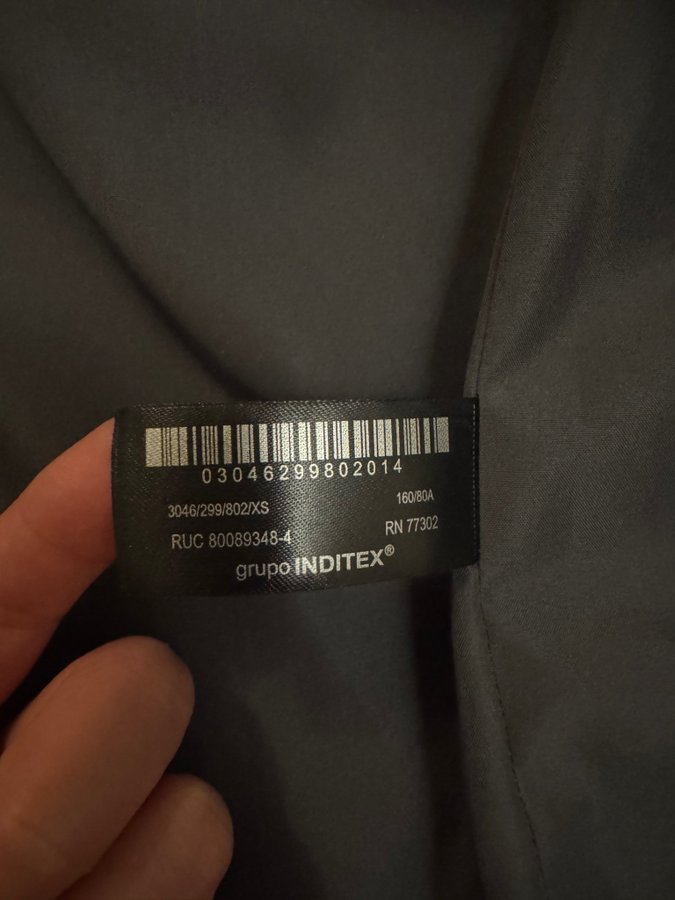 03046299802014
3046/299/802/XS 160/80A
RUC 80089348-4 RN 77302
grupo INDITEX®